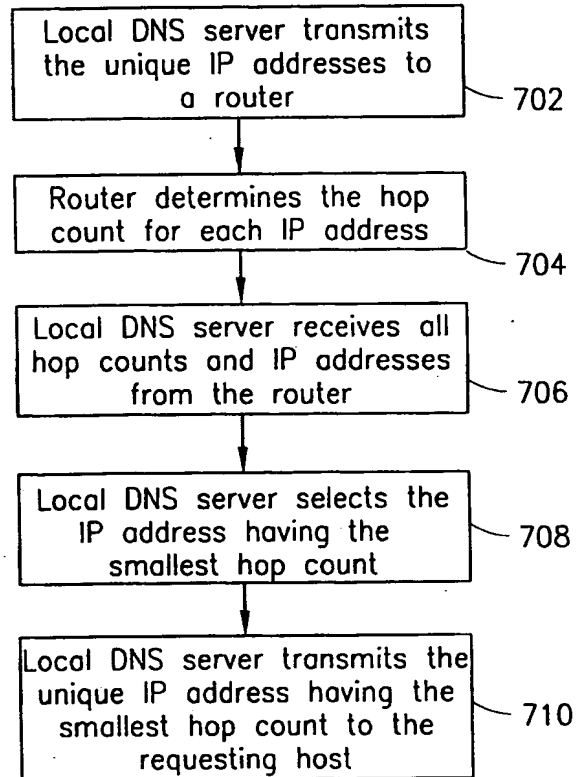 Local DNS server transmits
the unique IP addresses to
a router
702
Router determines the hop
count for each IP address
704
Local DNS server receives all
hop counts and IP addresses
from the router
706
Local DNS server selects the
IP address having the
smallest hop count
708
Local DNS server transmits the
unique IP address having the
smallest hop count to the
requesting host
710